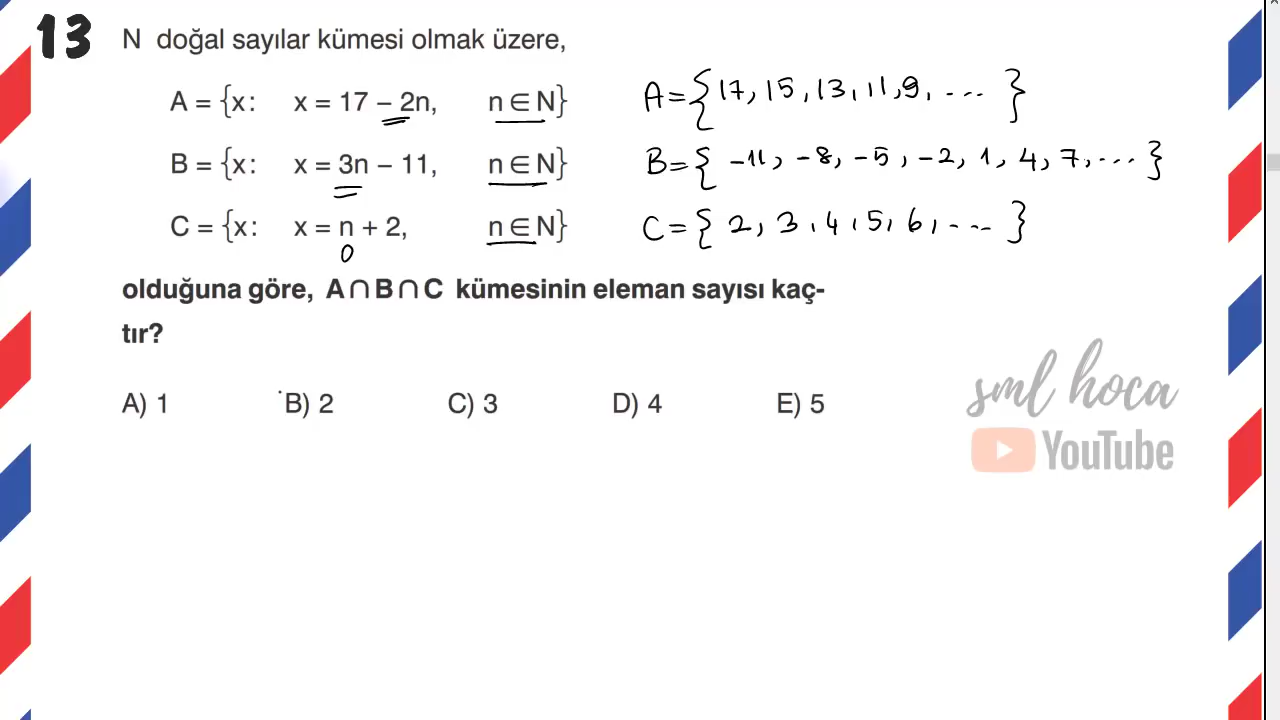 13 N doğal sayılar kümesi olmak üzere,
A = {x: x = 17 – 2n, n ∈ N} A = { 17, 15, 13, 11, 9, ... }
B = {x: x = 3n – 11, n ∈ N} B = { -11, -8, -5, -2, 1, 4, 7, ... }
C = {x: x = n + 2, n ∈ N} C = { 2, 3, 4, 5, 6, ... }
0
olduğuna göre, A ∩ B ∩ C kümesinin eleman sayısı kaç-
tır?
A) 1 B) 2 C) 3 D) 4 E) 5
sml hoca
YouTube